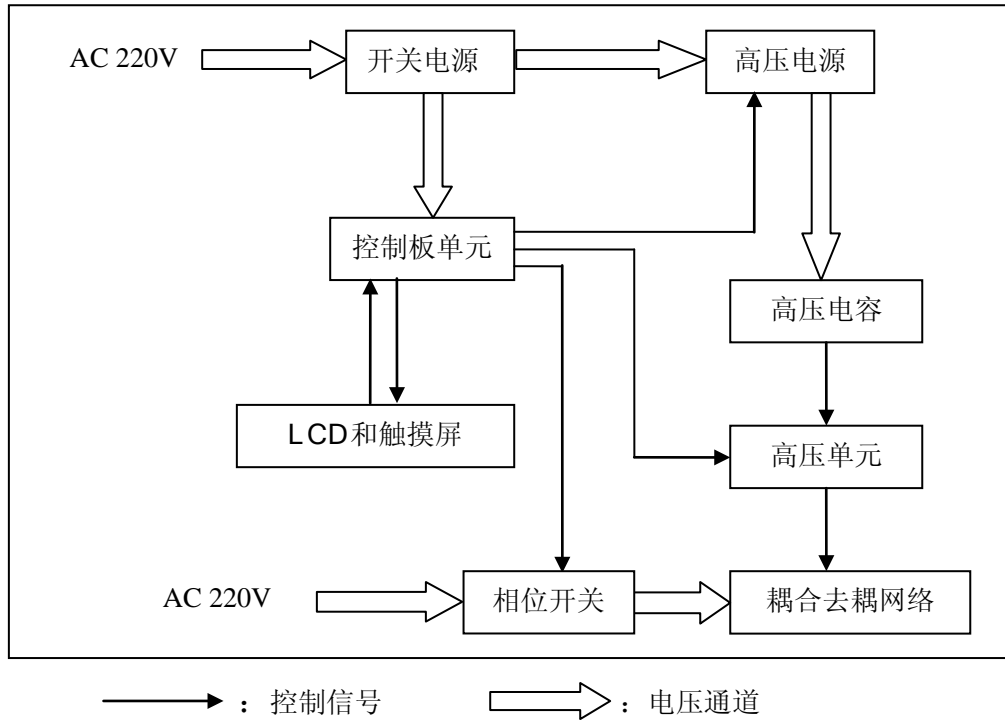 AC 220V
开关电源
高压电源
控制板单元
高压电容
LCD和触摸屏
高压单元
AC 220V
相位开关
耦合去耦网络
：控制信号
：电压通道